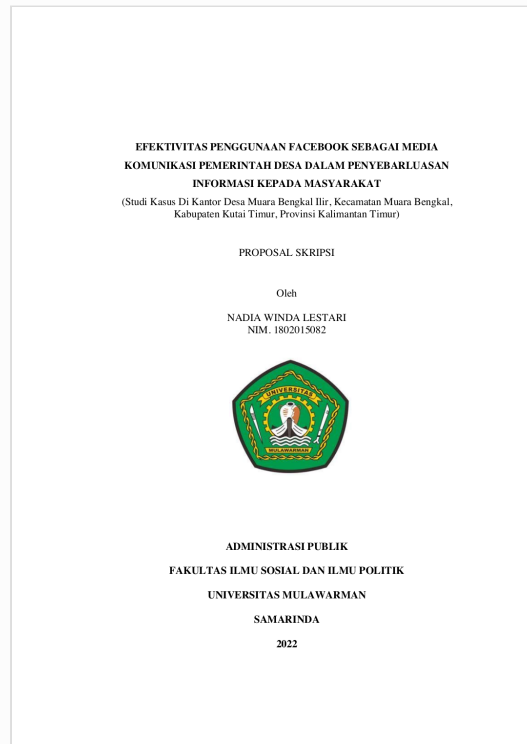 EFEKTIVITAS PENGGUNAAN FACEBOOK SEBAGAI MEDIA
KOMUNIKASI PEMERINTAH DESA DALAM PENYEBARLUASAN
INFORMASI KEPADA MASYARAKAT
(Studi Kasus Di Kantor Desa Muara Bengkal Ilir, Kecamatan Muara Bengkal,
Kabupaten Kutai Timur, Provinsi Kalimantan Timur)
PROPOSAL SKRIPSI
Oleh
NADIA WINDA LESTARI
NIM. 1802015082
UNIVERSITAS
MULAWARMAN
ADMINISTRASI PUBLIK
FAKULTAS ILMU SOSIAL DAN ILMU POLITIK
UNIVERSITAS MULAWARMAN
SAMARINDA
2022